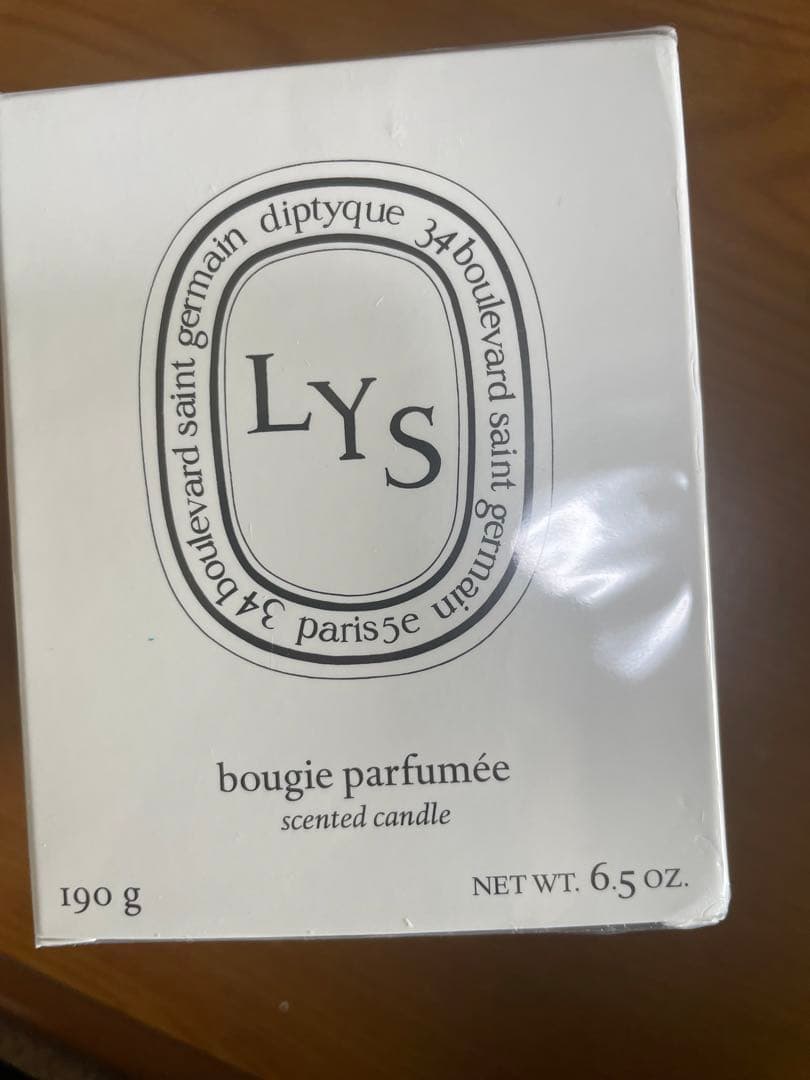 diptyque 34 boulevard saint germain paris 5e 34 boulevard saint germain
LYS
bougie parfumée
scented candle
190 g
NET WT. 6.5 OZ.